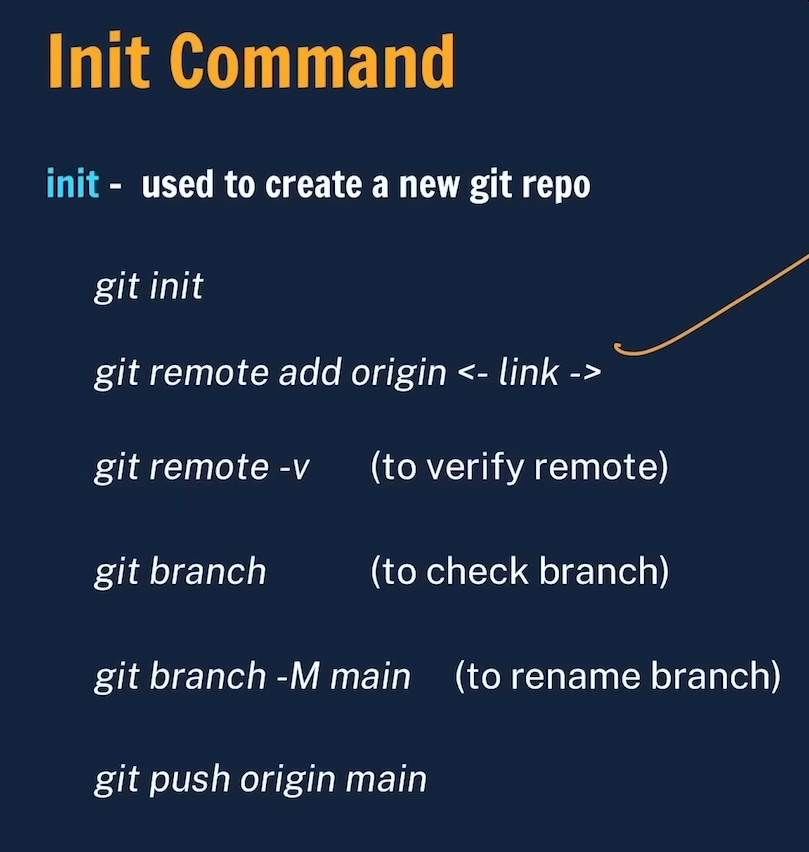 Init Command
init - used to create a new git repo
git init
git remote add origin <- link ->
git remote -v (to verify remote)
git branch (to check branch)
git branch -M main (to rename branch)
git push origin main